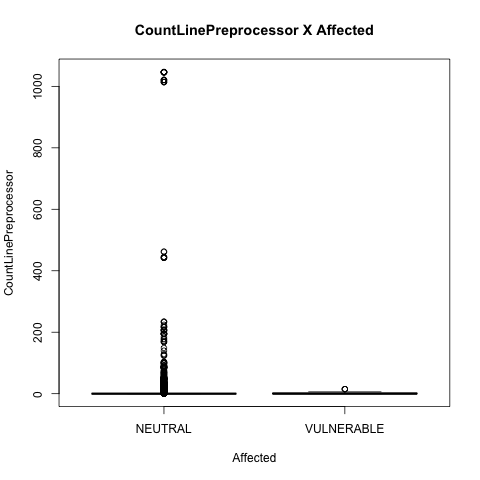 CountLinePreprocessor X Affected
CountLinePreprocessor
1000
800
600
400
200
0
NEUTRAL
VULNERABLE
Affected